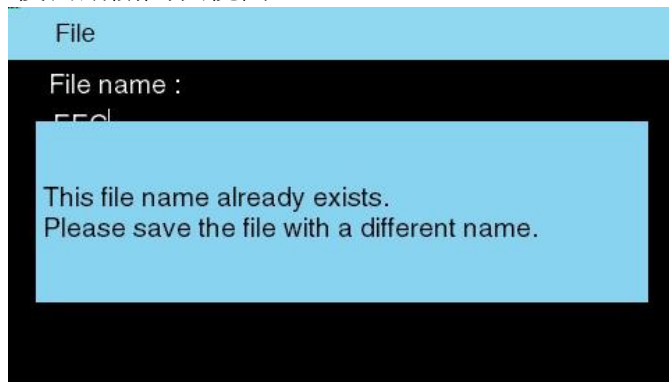 File
File name :
This file name already exists.
Please save the file with a different name.